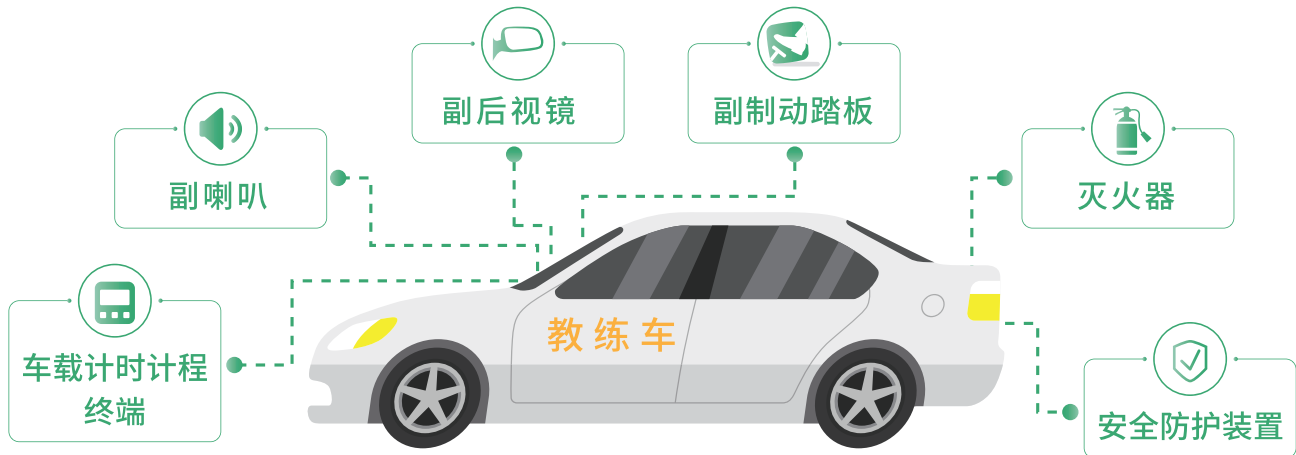 副后视镜
副制动踏板
副喇叭
灭火器
车载计时计程
终端
教练车
安全防护装置